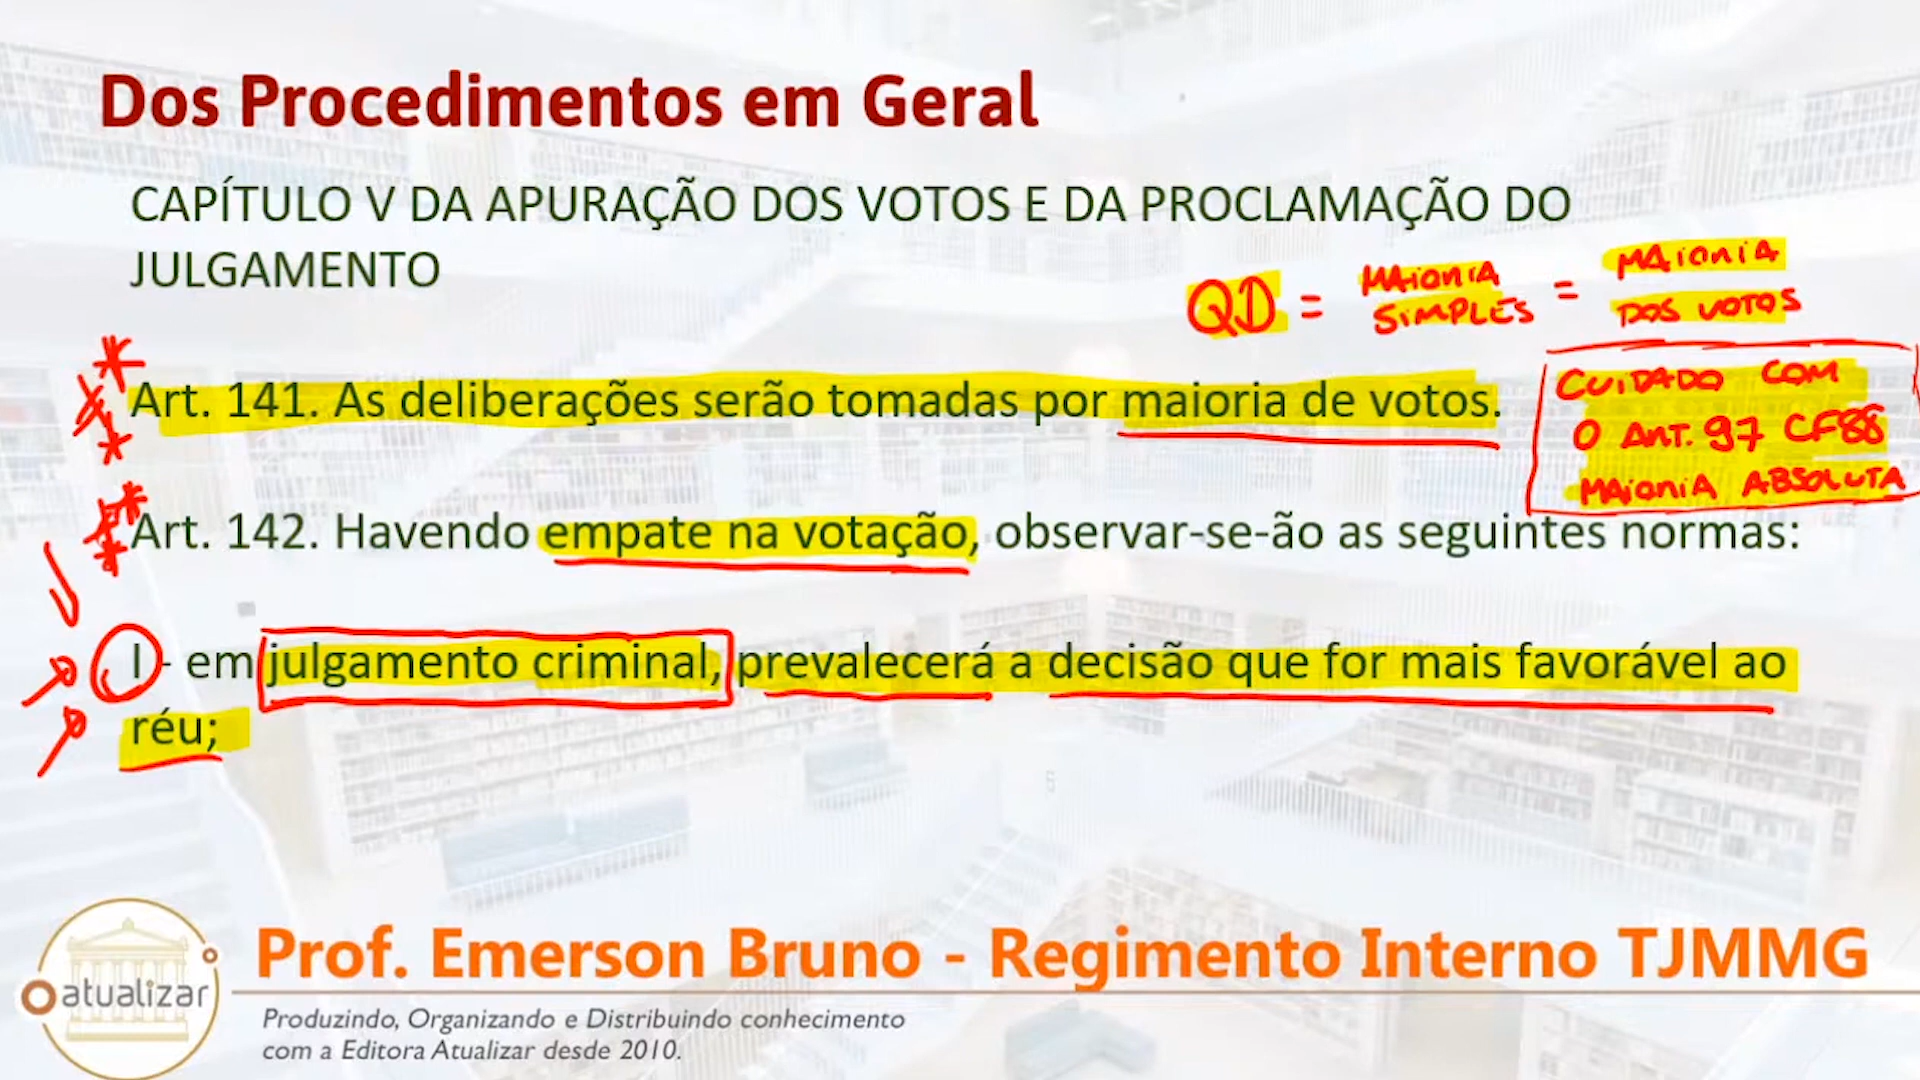 Dos Procedimentos em Geral
CAPÍTULO V DA APURAÇÃO DOS VOTOS E DA PROCLAMAÇÃO DO
JULGAMENTO
QD = MAIORIA SIMPLES = MAIORIA DOS VOTOS
Art. 141. As deliberações serão tomadas por maioria de votos.
CUIDADO COM
O ART. 97 CF88
MAIORIA ABSOLUTA
Art. 142. Havendo empate na votação, observar-se-ão as seguintes normas:
I - em julgamento criminal, prevalecerá a decisão que for mais favorável ao
réu;
Prof. Emerson Bruno - Regimento Interno TJMMG
atualizar
Produzindo, Organizando e Distribuindo conhecimento
com a Editora Atualizar desde 2010.